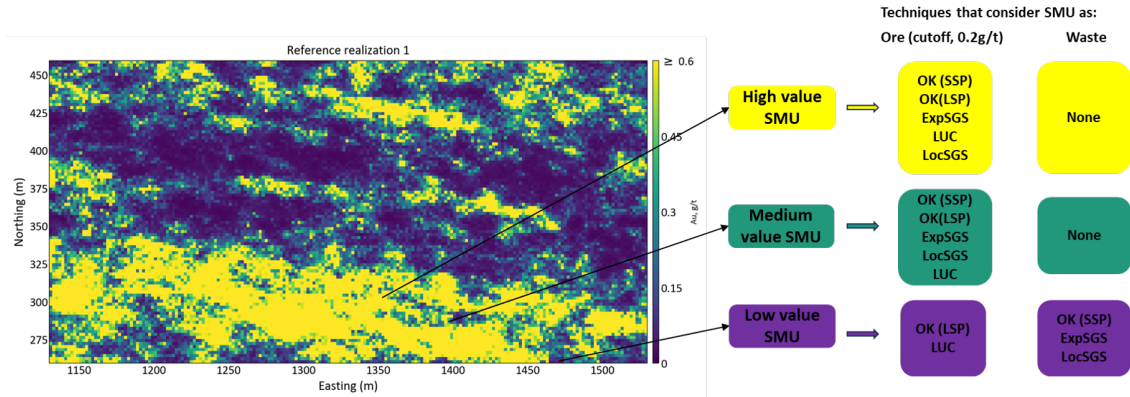 Techniques that consider SMU as:
Ore (cutoff, 0.2g/t)
Waste
Reference realization 1
450
425
400
375
350
325
300
275
Northing (m)
1150
1200
1250
1300
1350
1400
1450
1500
Easting (m)
≥ 0.6
0.45
0.3
0.15
0
Au, g/t
High value
SMU
OK (SSP)
OK(LSP)
ExpSGS
LUC
LocSGS
None
Medium
value SMU
OK (SSP)
OK(LSP)
ExpSGS
LocSGS
LUC
None
Low value
SMU
OK (LSP)
LUC
OK (SSP)
ExpSGS
LocSGS